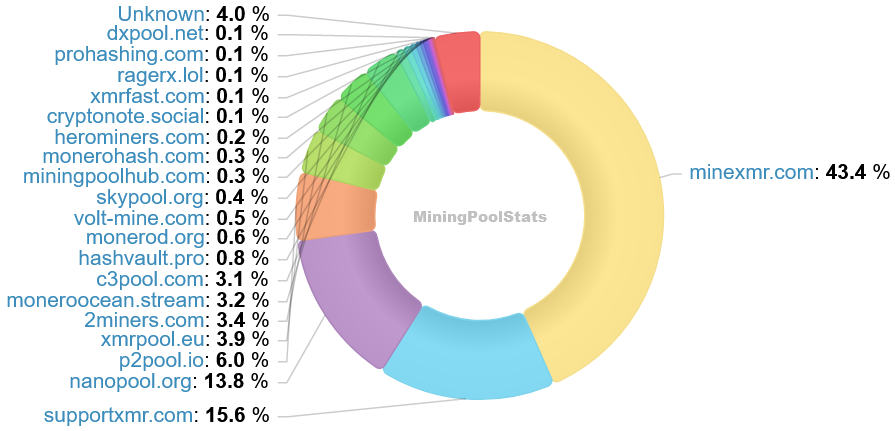 Unknown: 4.0 %
dxpool.net: 0.1 %
prohashing.com: 0.1 %
ragerx.lol: 0.1 %
xmrfast.com: 0.1 %
cryptonote.social: 0.1 %
herominers.com: 0.2 %
monerohash.com: 0.3 %
miningpoolhub.com: 0.3 %
skypool.org: 0.4 %
volt-mine.com: 0.5 %
monerod.org: 0.6 %
hashvault.pro: 0.8 %
c3pool.com: 3.1 %
moneroocean.stream: 3.2 %
2miners.com: 3.4 %
xmrpool.eu: 3.9 %
p2pool.io: 6.0 %
nanopool.org: 13.8 %
supportxmr.com: 15.6 %
MiningPoolStats
minexmr.com: 43.4 %